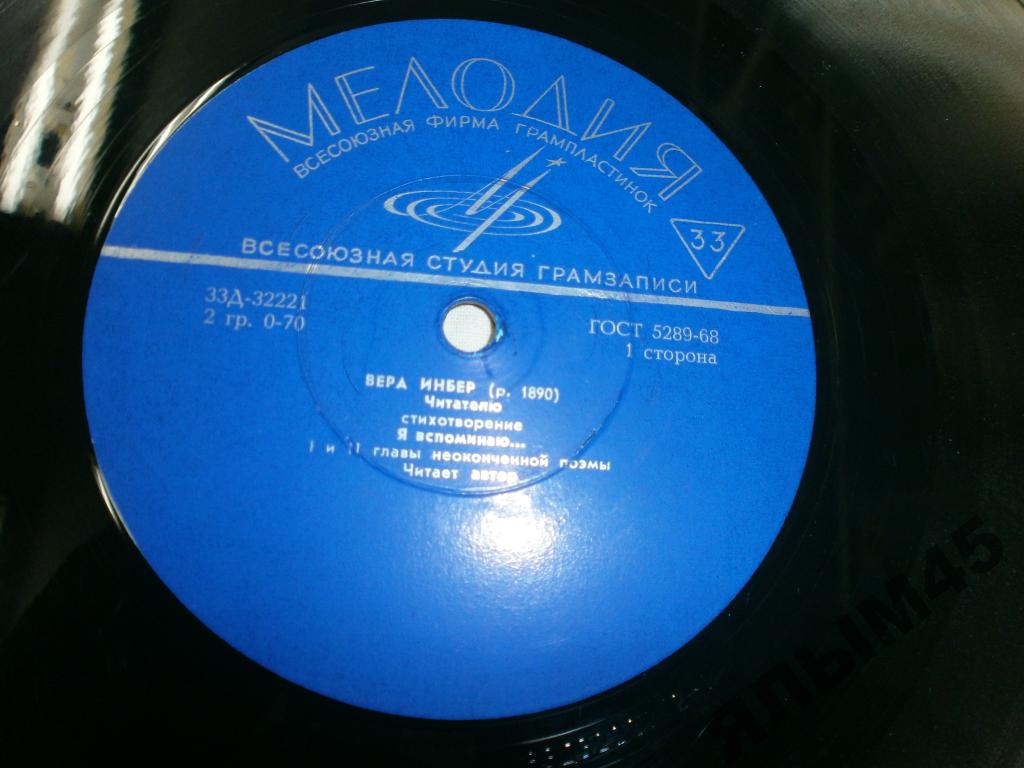 МЕЛОДИЯ
ВСЕСОЮЗНАЯ ФИРМА ГРАМПЛАСТИНОК
33
ВСЕСОЮЗНАЯ СТУДИЯ ГРАМЗАПИСИ
33Д-32221
2 гр. 0-70
ГОСТ 5289-68
1 сторона
ВЕРА ИНБЕР (р. 1890)
Читателю
стихотворение
Я вспоминаю...
I и II главы неоконченной поэмы
Читает автор
ЯЛЫМ45